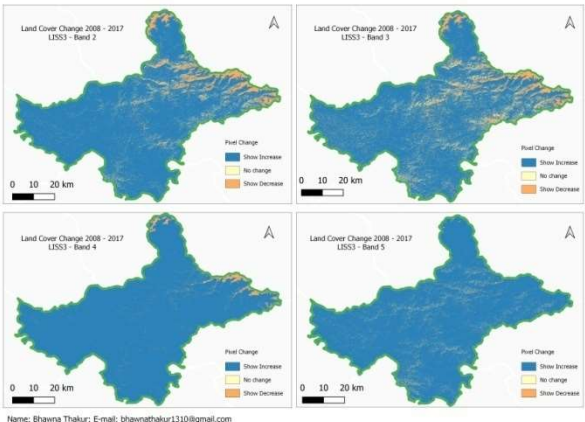 Land Cover Change 2008 - 2017
LISS3 - Band 2
Pixel Change
Show Increase
No change
Show Decrease
0 10 20 km
Land Cover Change 2008 - 2017
LISS3 - Band 3
Pixel Change
Show Increase
No change
Show Decrease
0 10 20 km
Land Cover Change 2008 - 2017
LISS3 - Band 4
Pixel Change
Show Increase
No change
Show Decrease
0 10 20 km
Land Cover Change 2008 - 2017
LISS3 - Band 5
Pixel Change
Show Increase
No change
Show Decrease
0 10 20 km
Name: Bhawna Thakur; E-mail: bhawnathakur1310@gmail.com